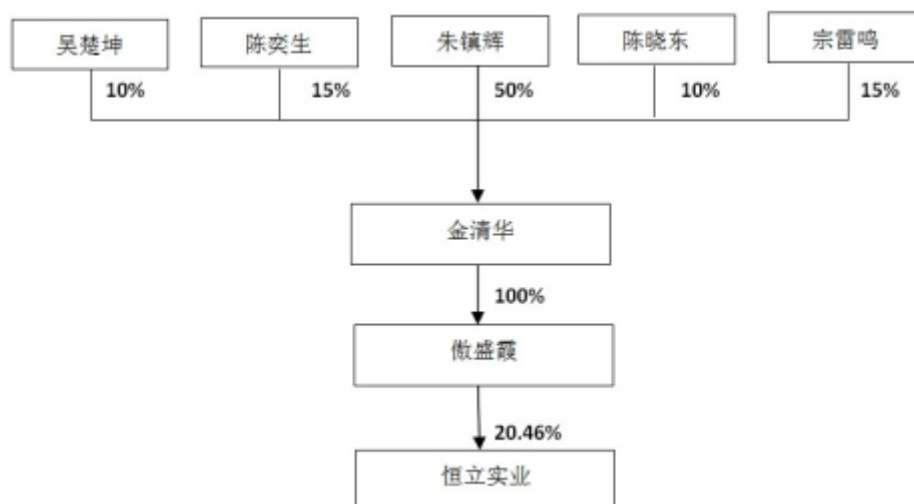 吴楚坤
陈奕生
朱镇辉
陈晓东
宗雷鸣
10%
15%
50%
10%
15%
金清华
100%
傲盛霞
20.46%
恒立实业